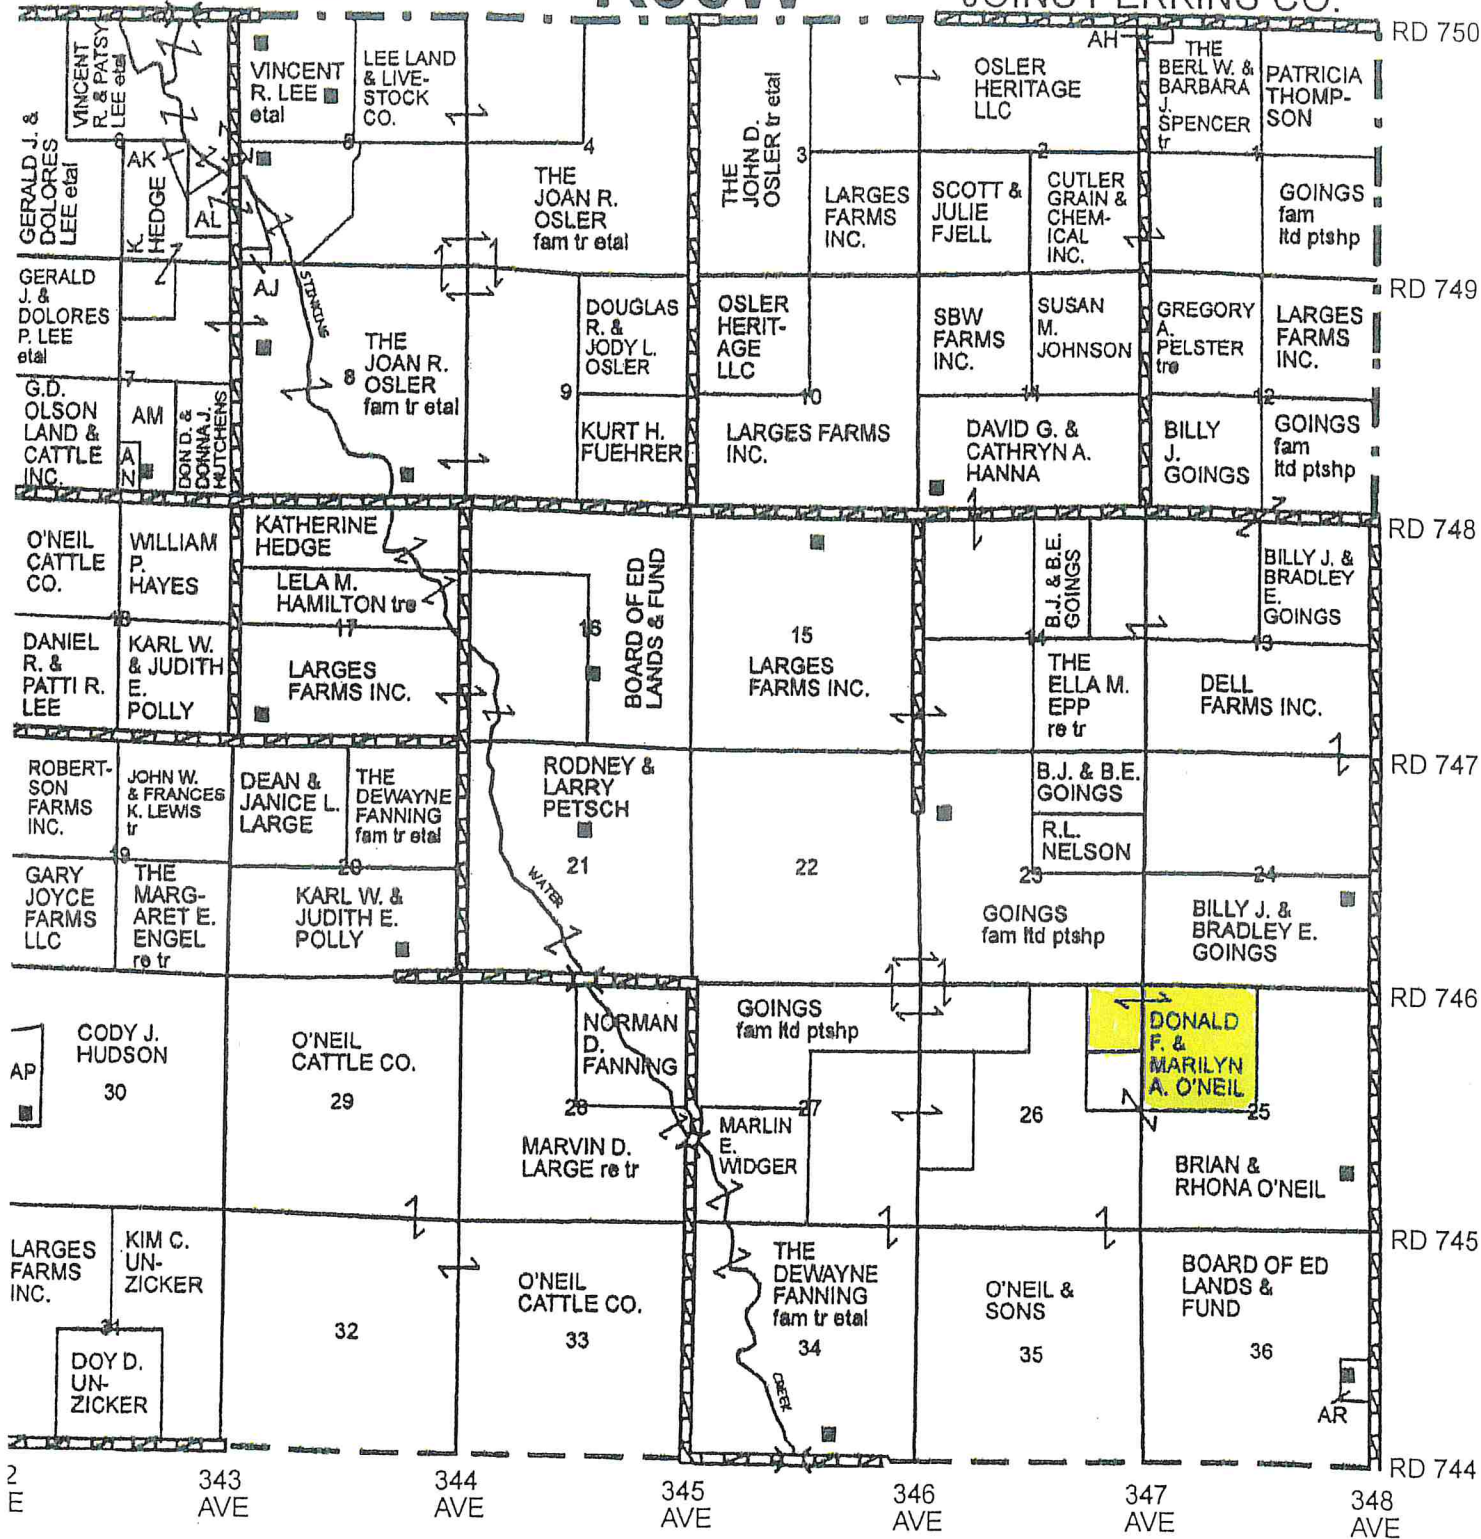 JOINS PERKINS CO.
RD 750
AH
VINCENT
R. & PATSY
LEE etal
VINCENT
R. LEE
etal
LEE LAND
& LIVE-
STOCK
CO.
OSLER
HERITAGE
LLC
THE
BERL W. &
BARBARA
J.
SPENCER
tr
PATRICIA
THOMP-
SON
6
5
4
3
2
1
GERALD J. &
DOLORES
LEE etal
AK
K.
HEDGE
AL
AJ
THE
JOAN R.
OSLER
fam tr etal
THE
JOHN D.
OSLER tr etal
LARGES
FARMS
INC.
SCOTT &
JULIE
FJELL
CUTLER
GRAIN &
CHEM-
ICAL
INC.
GOINGS
fam
ltd ptshp
RD 749
GERALD
J. &
DOLORES
P. LEE
etal
STINKING
THE
JOAN R.
OSLER
fam tr etal
8
DOUGLAS
R. &
JODY L.
OSLER
OSLER
HERIT-
AGE
LLC
SBW
FARMS
INC.
SUSAN
M.
JOHNSON
GREGORY
A.
PELSTER
tre
LARGES
FARMS
INC.
7
9
10
11
12
G.D.
OLSON
LAND &
CATTLE
INC.
AM
AN
DON D. &
DONNA J.
HUTCHENS
KURT H.
FUEHRER
LARGES FARMS
INC.
DAVID G. &
CATHRYN A.
HANNA
BILLY
J.
GOINGS
GOINGS
fam
ltd ptshp
RD 748
O'NEIL
CATTLE
CO.
WILLIAM
P.
HAYES
KATHERINE
HEDGE
LELA M.
HAMILTON tre
BOARD OF ED
LANDS & FUND
B.J. & B.E.
GOINGS
BILLY J. &
BRADLEY
E.
GOINGS
18
17
16
15
14
13
DANIEL
R. &
PATTI R.
LEE
KARL W.
& JUDITH
E.
POLLY
LARGES
FARMS INC.
LARGES
FARMS INC.
THE
ELLA M.
EPP
re tr
DELL
FARMS INC.
RD 747
ROBERT-
SON
FARMS
INC.
JOHN W.
& FRANCES
K. LEWIS
tr
DEAN &
JANICE L.
LARGE
THE
DEWAYNE
FANNING
fam tr etal
RODNEY &
LARRY
PETSCH
B.J. & B.E.
GOINGS
R.L.
NELSON
19
20
21
22
23
24
GARY
JOYCE
FARMS
LLC
THE
MARG-
ARET E.
ENGEL
re tr
KARL W. &
JUDITH E.
POLLY
WATER
GOINGS
fam ltd ptshp
BILLY J. &
BRADLEY E.
GOINGS
RD 746
AP
CODY J.
HUDSON
30
O'NEIL
CATTLE CO.
29
NORMAN
D.
FANNING
28
GOINGS
fam ltd ptshp
27
26
DONALD
F. &
MARILYN
A. O'NEIL
25
MARVIN D.
LARGE re tr
MARLIN
E.
WIDGER
BRIAN &
RHONA O'NEIL
RD 745
LARGES
FARMS
INC.
KIM C.
UN-
ZICKER
31
DOY D.
UN-
ZICKER
32
O'NEIL
CATTLE CO.
33
THE
DEWAYNE
FANNING
fam tr etal
34
CREEK
O'NEIL &
SONS
35
BOARD OF ED
LANDS &
FUND
36
AR
RD 744
2
E
343
AVE
344
AVE
345
AVE
346
AVE
347
AVE
348
AVE